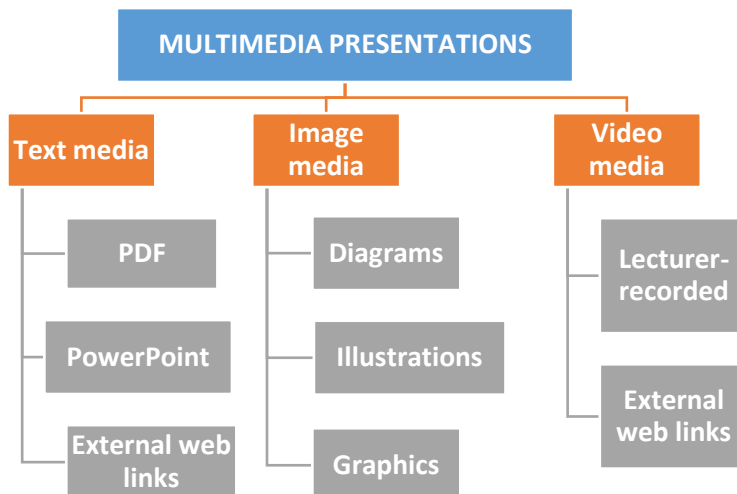 MULTIMEDIA PRESENTATIONS
Text media
PDF
PowerPoint
External web
links
Image
media
Diagrams
Illustrations
Graphics
Video
media
Lecturer-
recorded
External
web links